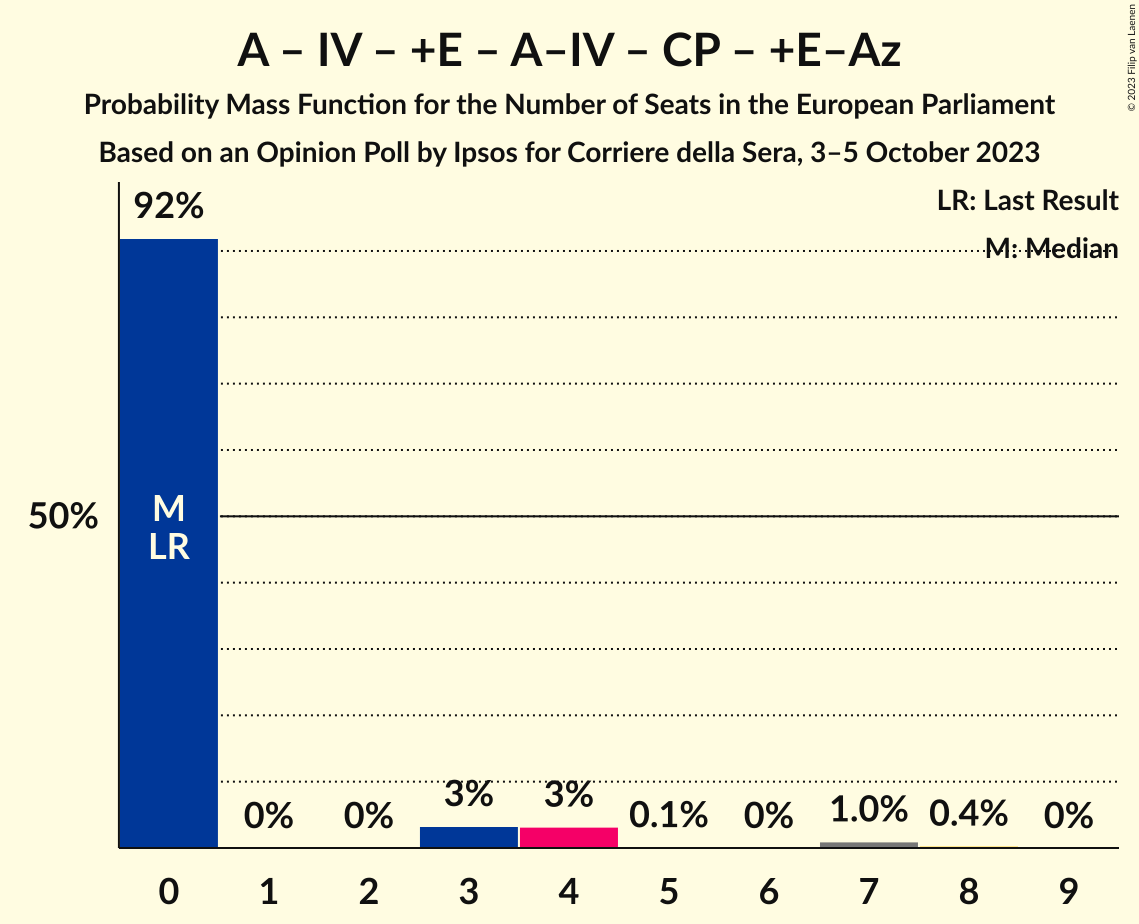 A – IV – +E – A–IV – CP – +E–Az
Probability Mass Function for the Number of Seats in the European Parliament
Based on an Opinion Poll by Ipsos for Corriere della Sera, 3–5 October 2023
© 2023 Filip van Laenen
LR: Last Result
M: Median
92%
50%
M
LR
0%
0%
3%
3%
0.1%
0%
1.0%
0.4%
0%
0 1 2 3 4 5 6 7 8 9